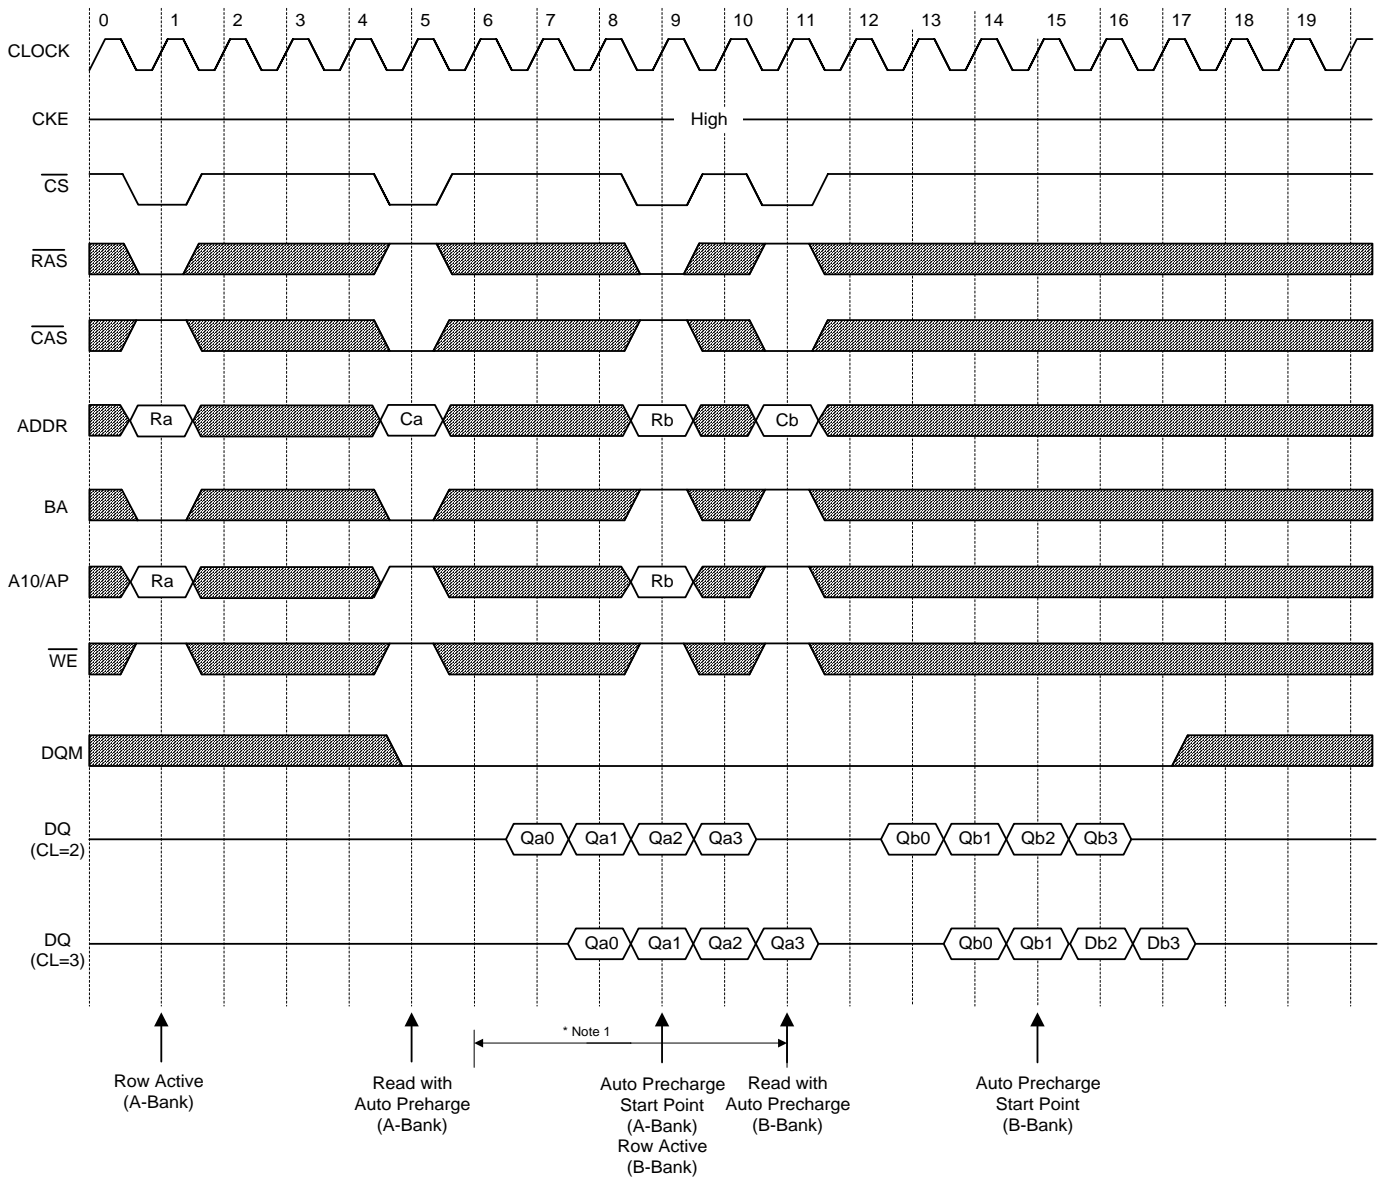 0 1 2 3 4 5 6 7 8 9 10 11 12 13 14 15 16 17 18 19
CLOCK
CKE High
CS
RAS
CAS
ADDR Ra Ca Rb Cb
BA
A10/AP Ra Rb
WE
DQM
DQ
(CL=2)
Qa0 Qa1 Qa2 Qa3 Qb0 Qb1 Qb2 Qb3
DQ
(CL=3)
Qa0 Qa1 Qa2 Qa3 Qb0 Qb1 Db2 Db3
* Note 1
Row Active
(A-Bank)
Read with
Auto Preharge
(A-Bank)
Auto Precharge
Start Point
(A-Bank)
Row Active
(B-Bank)
Read with
Auto Precharge
(B-Bank)
Auto Precharge
Start Point
(B-Bank)